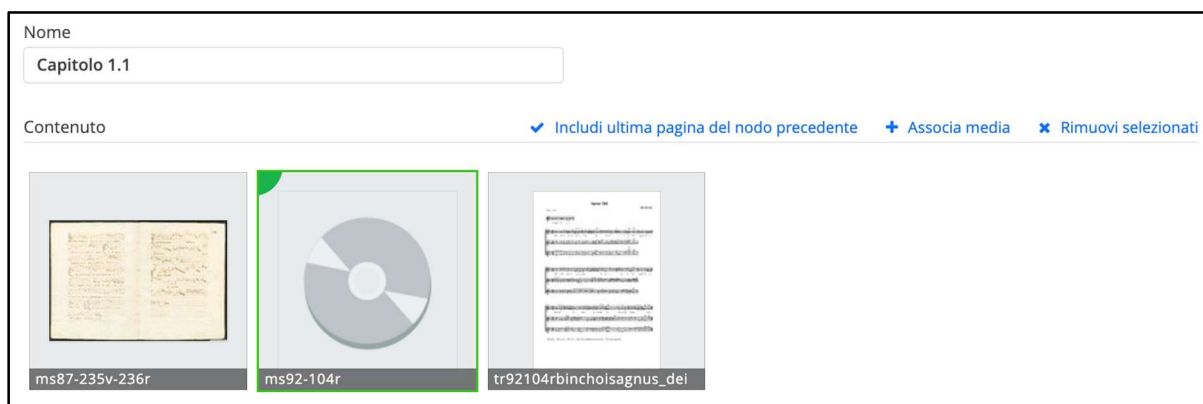 Nome
Capitolo 1.1
Contenuto
Includi ultima pagina del nodo precedente
Associa media
Rimuovi selezionati
ms87-235v-236r
ms92-104r
tr92104rbinchoisagnus_dei